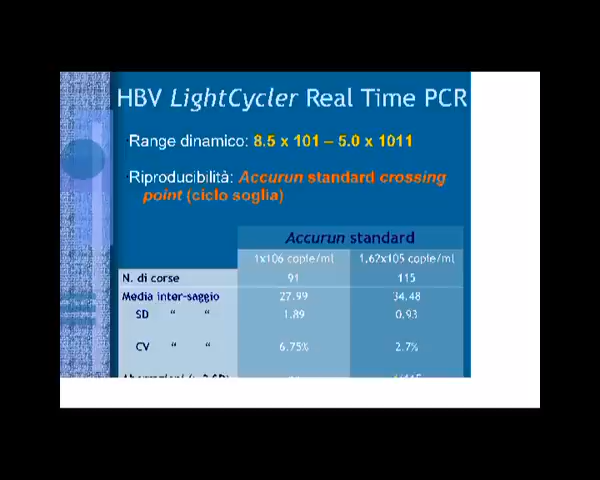 HBV LightCycler Real Time PCR
Range dinamico: 8.5 x 101 – 5.0 x 1011
Riproducibilità: Accurun standard crossing
point (ciclo soglia)
Accurun standard
1x106 copie/ml 1,62x105 copie/ml
N. di corse 91 115
Media inter-saggio 27.99 34.48
SD “ “ 1.89 0.93
CV “ “ 6.75% 2.7%